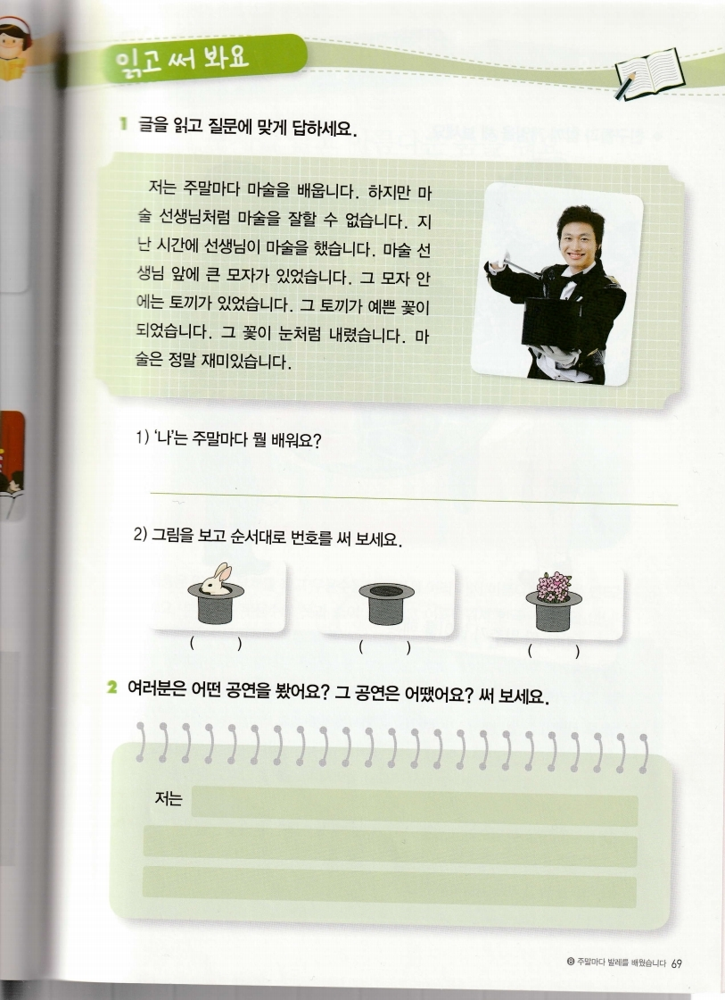 읽고 써 봐요
1 글을 읽고 질문에 맞게 답하세요.
저는 주말마다 마술을 배웁니다. 하지만 마
술 선생님처럼 마술을 잘할 수 없습니다. 지
난 시간에 선생님이 마술을 했습니다. 마술 선
생님 앞에 큰 모자가 있었습니다. 그 모자 안
에는 토끼가 있었습니다. 그 토끼가 예쁜 꽃이
되었습니다. 그 꽃이 눈처럼 내렸습니다. 마
술은 정말 재미있습니다.
1) ‘나’는 주말마다 뭘 배워요?
2) 그림을 보고 순서대로 번호를 써 보세요.
( ) ( ) ( )
2 여러분은 어떤 공연을 봤어요? 그 공연은 어땠어요? 써 보세요.
저는
8 주말마다 발레를 배웠습니다 69